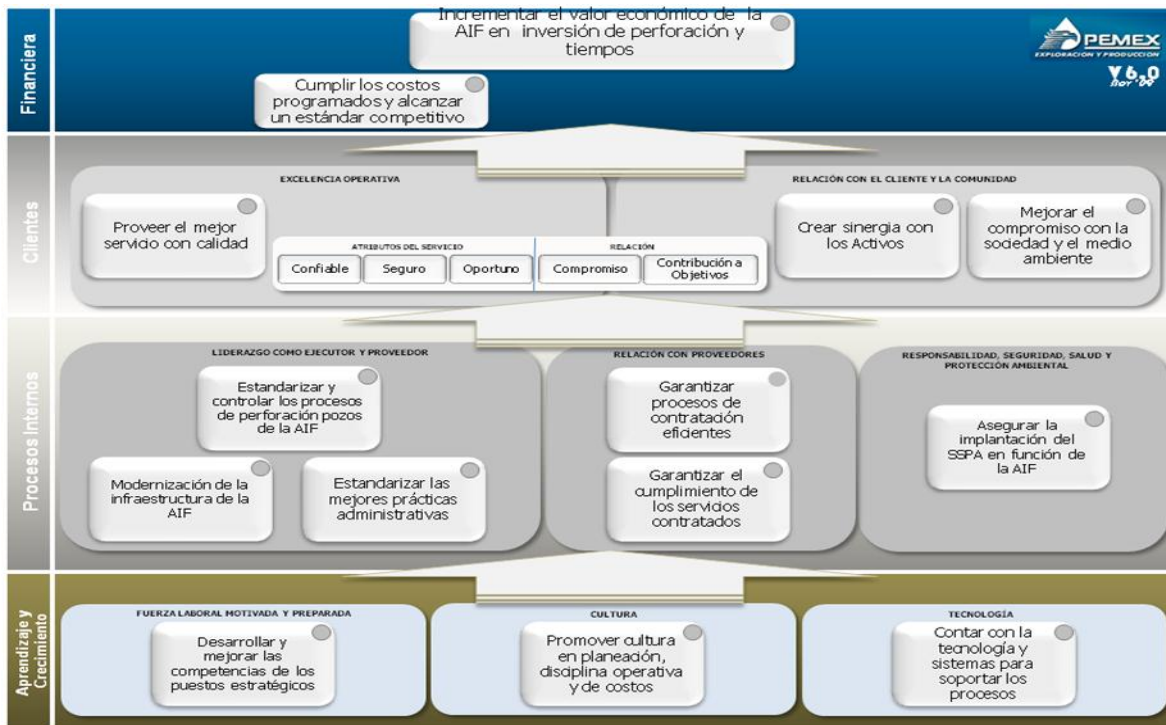 Financiera
Incrementar el valor económico de la
AIF en inversión de perforación y
tiempos
PEMEX
EXPLORACIÓN Y PRODUCCIÓN
V 6.0
Nov'09
Cumplir los costos
programados y alcanzar
un estándar competitivo
Clientes
EXCELENCIA OPERATIVA
RELACIÓN CON EL CLIENTE Y LA COMUNIDAD
Proveer el mejor
servicio con calidad
ATRIBUTOS DEL SERVICIO
Confiable
Seguro
Oportuno
RELACIÓN
Compromiso
Contribución a
Objetivos
Crear sinergia con
los Activos
Mejorar el
compromiso con la
sociedad y el medio
ambiente
Procesos Internos
LIDERAZGO COMO EJECUTOR Y PROVEEDOR
Estandarizar y
controlar los procesos
de perforación pozos
de la AIF
Modernización de la
infraestructura de la
AIF
Estandarizar las
mejores prácticas
administrativas
RELACIÓN CON PROVEEDORES
Garantizar
procesos de
contratación
eficientes
Garantizar el
cumplimiento de
los servicios
contratados
RESPONSABILIDAD, SEGURIDAD, SALUD Y
PROTECCIÓN AMBIENTAL
Asegurar la
implantación del
SSPA en función de
la AIF
Aprendizaje y
Crecimiento
FUERZA LABORAL MOTIVADA Y PREPARADA
Desarrollar y
mejorar las
competencias de los
puestos estratégicos
CULTURA
Promover cultura
en planeación,
disciplina operativa
y de costos
TECNOLOGÍA
Contar con la
tecnología y
sistemas para
soportar los
procesos